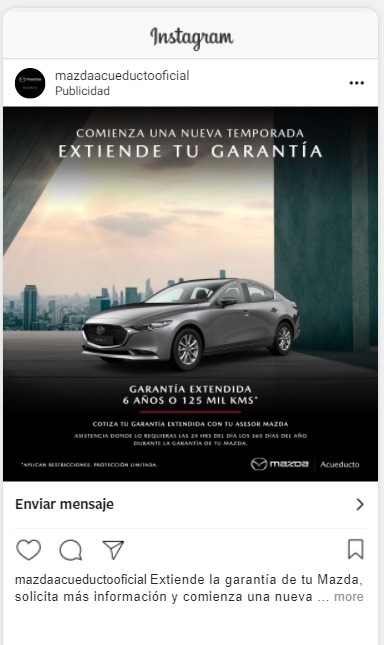 Instagram
mazdaacueductooficial
Publicidad
COMIENZA UNA NUEVA TEMPORADA
EXTIENDE TU GARANTÍA
GARANTÍA EXTENDIDA
6 AÑOS O 125 MIL KMS*
COTIZA TU GARANTÍA EXTENDIDA CON TU ASESOR MAZDA
ASISTENCIA DONDE LO REQUIERAS LAS 24 HRS DEL DÍA LOS 365 DÍAS DEL AÑO
DURANTE LA GARANTÍA DE TU MAZDA.
*APLICAN RESTRICCIONES. PROTECCIÓN LIMITADA.
mazda | Acueducto
Enviar mensaje
mazdaacueductooficial Extiende la garantía de tu Mazda,
solicita más información y comienza una nueva ... more